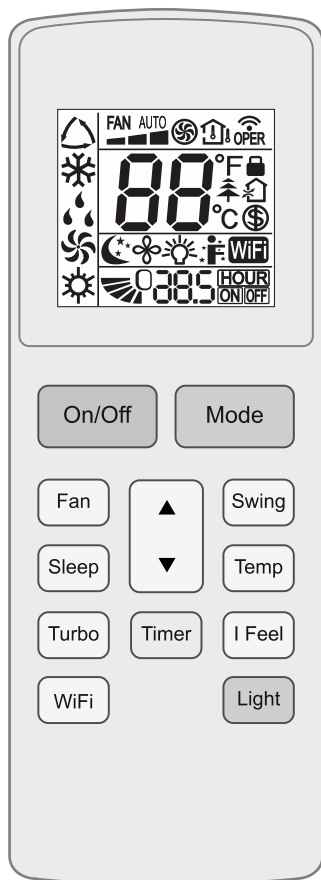 FAN AUTO
OPER
88 °F
°C $
WiFi
38.5 HOUR
ON OFF
On/Off Mode
Fan Swing
Sleep Temp
Turbo Timer I Feel
WiFi Light